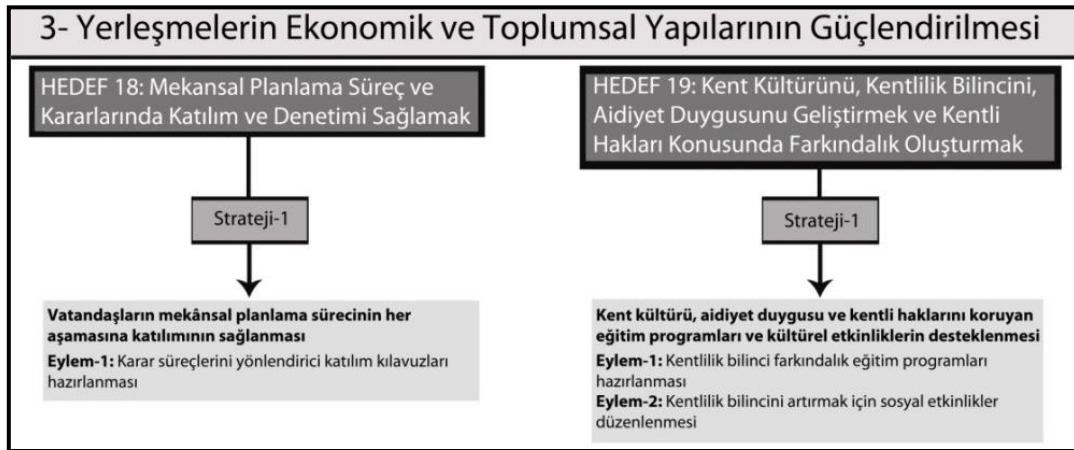 3- Yerleşmelerin Ekonomik ve Toplumsal Yapılarının Güçlendirilmesi
HEDEF 18: Mekansal Planlama Süreç ve
Kararlarında Katılım ve Denetimi Sağlamak
Strateji-1
Vatandaşların mekânsal planlama sürecinin her
aşamasına katılımının sağlanması
Eylem-1: Karar süreçlerini yönlendirici katılım kılavuzları
hazırlanması
HEDEF 19: Kent Kültürünü, Kentlilik Bilincini,
Aidiyet Duygusunu Geliştirmek ve Kentli
Hakları Konusunda Farkındalık Oluşturmak
Strateji-1
Kent kültürü, aidiyet duygusu ve kentli haklarını koruyan
eğitim programları ve kültürel etkinliklerin desteklenmesi
Eylem-1: Kentlilik bilinci farkındalık eğitim programları
hazırlanması
Eylem-2: Kentlilik bilincini artırmak için sosyal etkinlikler
düzenlenmesi